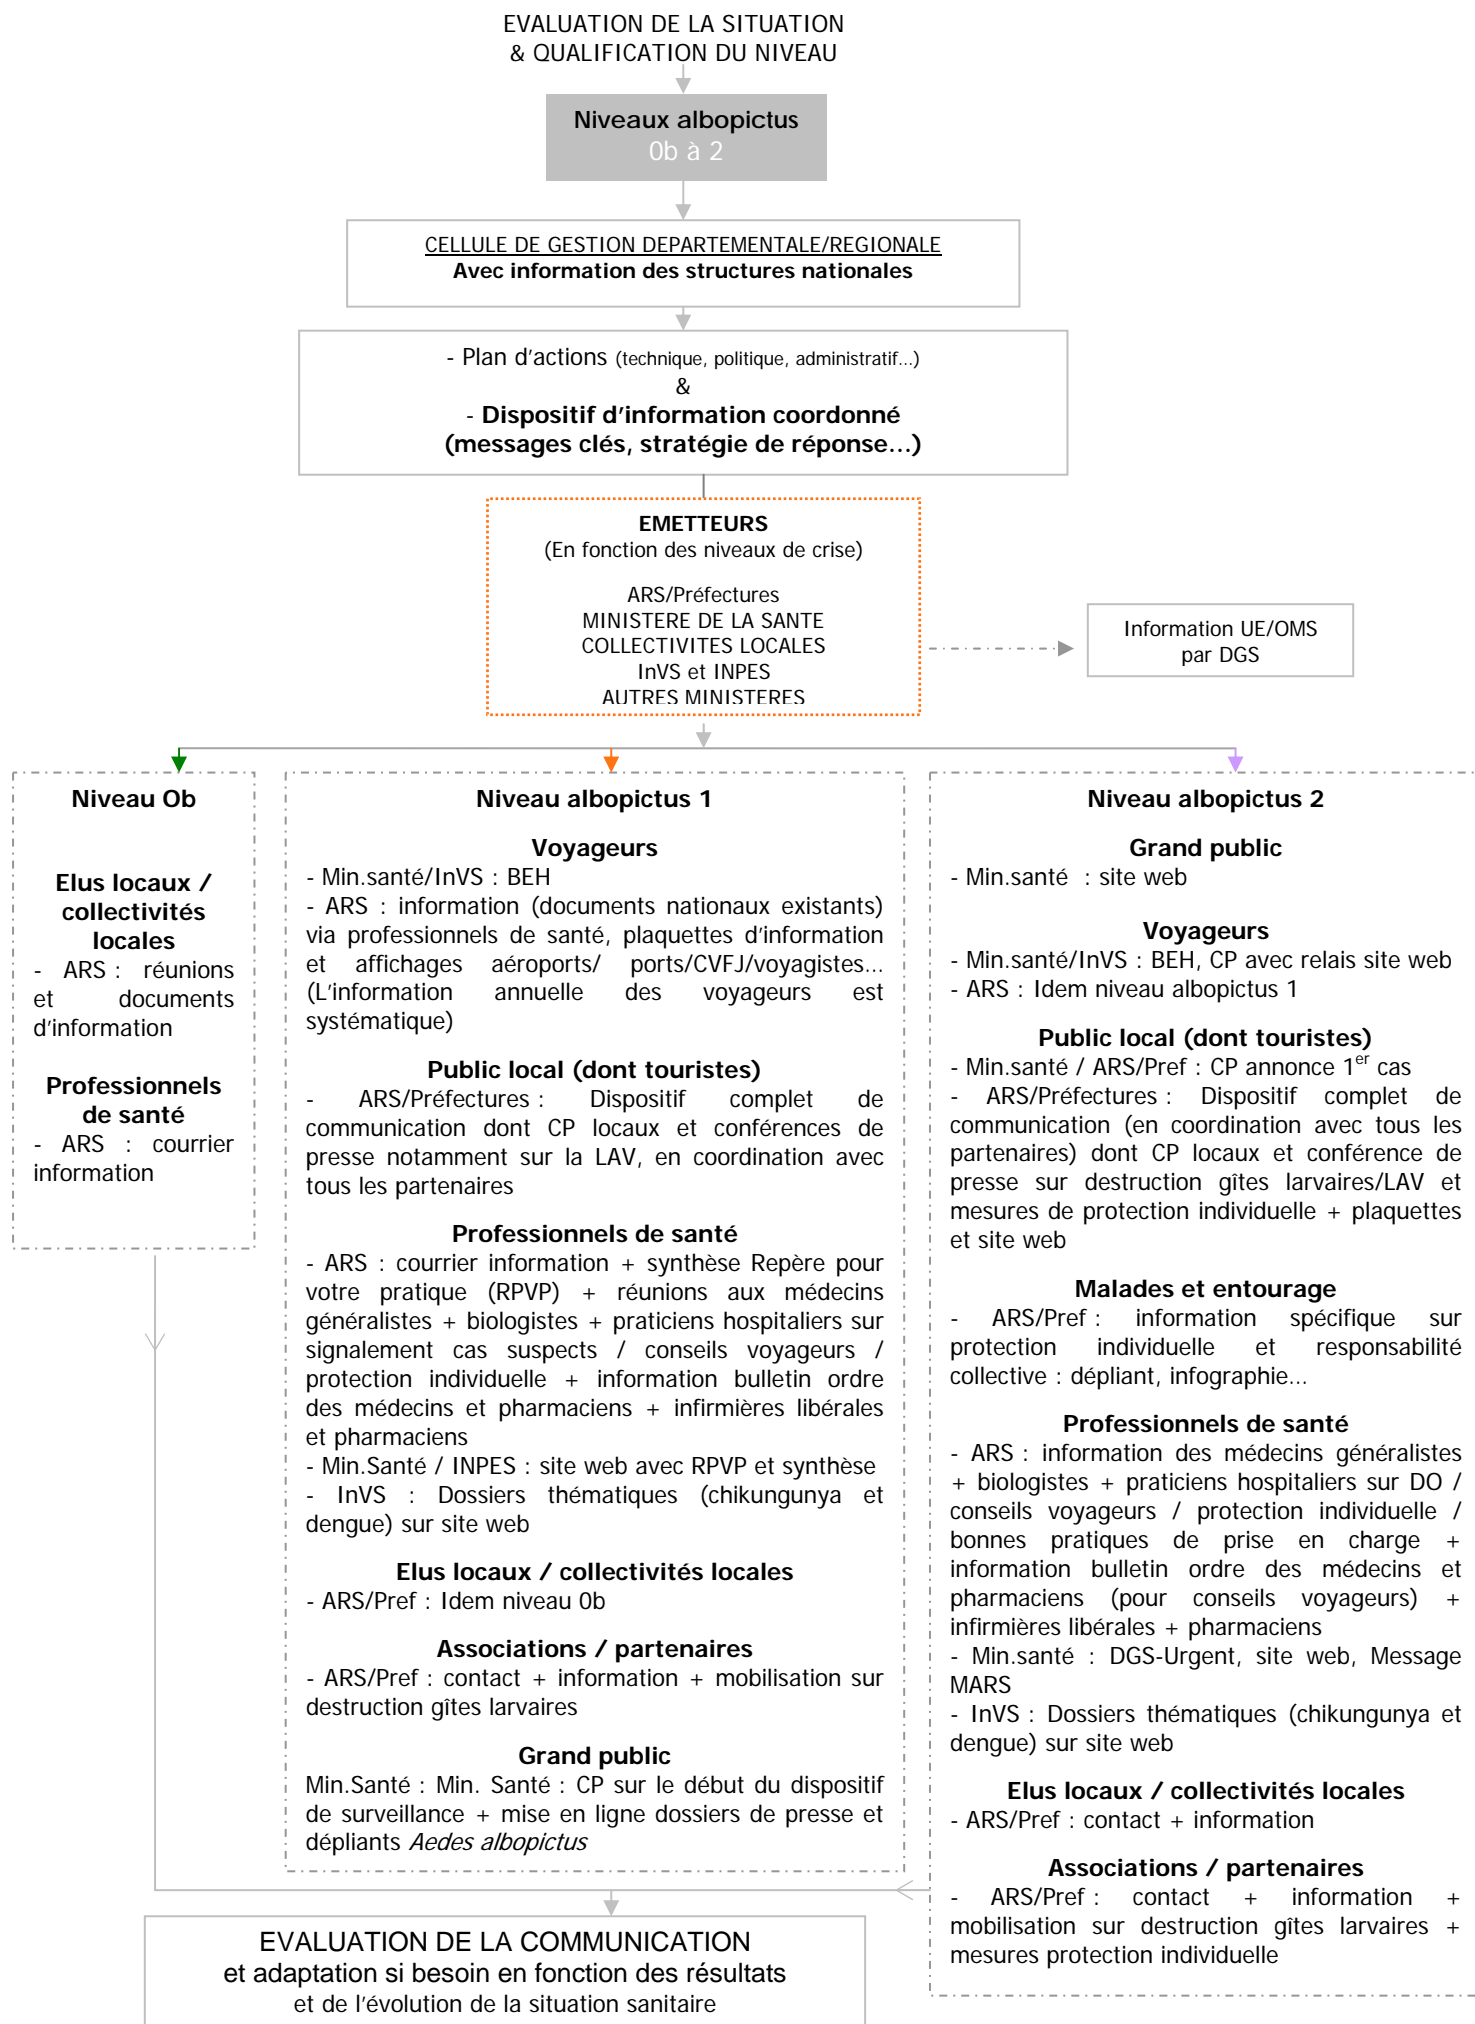 EVALUATION DE LA SITUATION
& QUALIFICATION DU NIVEAU
Niveaux albopictus
0b à 2
CELLULE DE GESTION DEPARTEMENTALE/REGIONALE
Avec information des structures nationales
- Plan d'actions (technique, politique, administratif...)
&
- Dispositif d'information coordonné
(messages clés, stratégie de réponse...)
EMETTEURS
(En fonction des niveaux de crise)
ARS/Préfectures
MINISTERE DE LA SANTE
COLLECTIVITES LOCALES
InVS et INPES
AUTRES MINISTERES
Information UE/OMS
par DGS
Niveau Ob
Elus locaux /
collectivités
locales
- ARS : réunions
et documents
d'information
Professionnels
de santé
- ARS : courrier
information
Niveau albopictus 1
Voyageurs
- Min.santé/InVS : BEH
- ARS : information (documents nationaux existants)
via professionnels de santé, plaquettes d'information
et affichages aéroports/ ports/CVFJ/voyagistes...
(L'information annuelle des voyageurs est
systématique)
Public local (dont touristes)
- ARS/Préfectures : Dispositif complet de
communication dont CP locaux et conférences de
presse notamment sur la LAV, en coordination avec
tous les partenaires
Professionnels de santé
- ARS : courrier information + synthèse Repère pour
votre pratique (RPVP) + réunions aux médecins
généralistes + biologistes + praticiens hospitaliers sur
signalement cas suspects / conseils voyageurs /
protection individuelle + information bulletin ordre
des médecins et pharmaciens + infirmières libérales
et pharmaciens
- Min.Santé / INPES : site web avec RPVP et synthèse
- InVS : Dossiers thématiques (chikungunya et
dengue) sur site web
Elus locaux / collectivités locales
- ARS/Pref : Idem niveau 0b
Associations / partenaires
- ARS/Pref : contact + information + mobilisation sur
destruction gîtes larvaires
Grand public
Min.Santé : Min. Santé : CP sur le début du dispositif
de surveillance + mise en ligne dossiers de presse et
dépliants Aedes albopictus
Niveau albopictus 2
Grand public
- Min.santé : site web
Voyageurs
- Min.santé/InVS : BEH, CP avec relais site web
- ARS : Idem niveau albopictus 1
Public local (dont touristes)
- Min.santé / ARS/Pref : CP annonce 1er cas
- ARS/Préfectures : Dispositif complet de
communication (en coordination avec tous les
partenaires) dont CP locaux et conférence de
presse sur destruction gîtes larvaires/LAV et
mesures de protection individuelle + plaquettes
et site web
Malades et entourage
- ARS/Pref : information spécifique sur
protection individuelle et responsabilité
collective : dépliant, infographie...
Professionnels de santé
- ARS : information des médecins généralistes
+ biologistes + praticiens hospitaliers sur DO /
conseils voyageurs / protection individuelle /
bonnes pratiques de prise en charge +
information bulletin ordre des médecins et
pharmaciens (pour conseils voyageurs) +
infirmières libérales + pharmaciens
- Min.santé : DGS-Urgent, site web, Message
MARS
- InVS : Dossiers thématiques (chikungunya et
dengue) sur site web
Elus locaux / collectivités locales
- ARS/Pref : contact + information
Associations / partenaires
- ARS/Pref : contact + information +
mobilisation sur destruction gîtes larvaires +
mesures protection individuelle
EVALUATION DE LA COMMUNICATION
et adaptation si besoin en fonction des résultats
et de l'évolution de la situation sanitaire